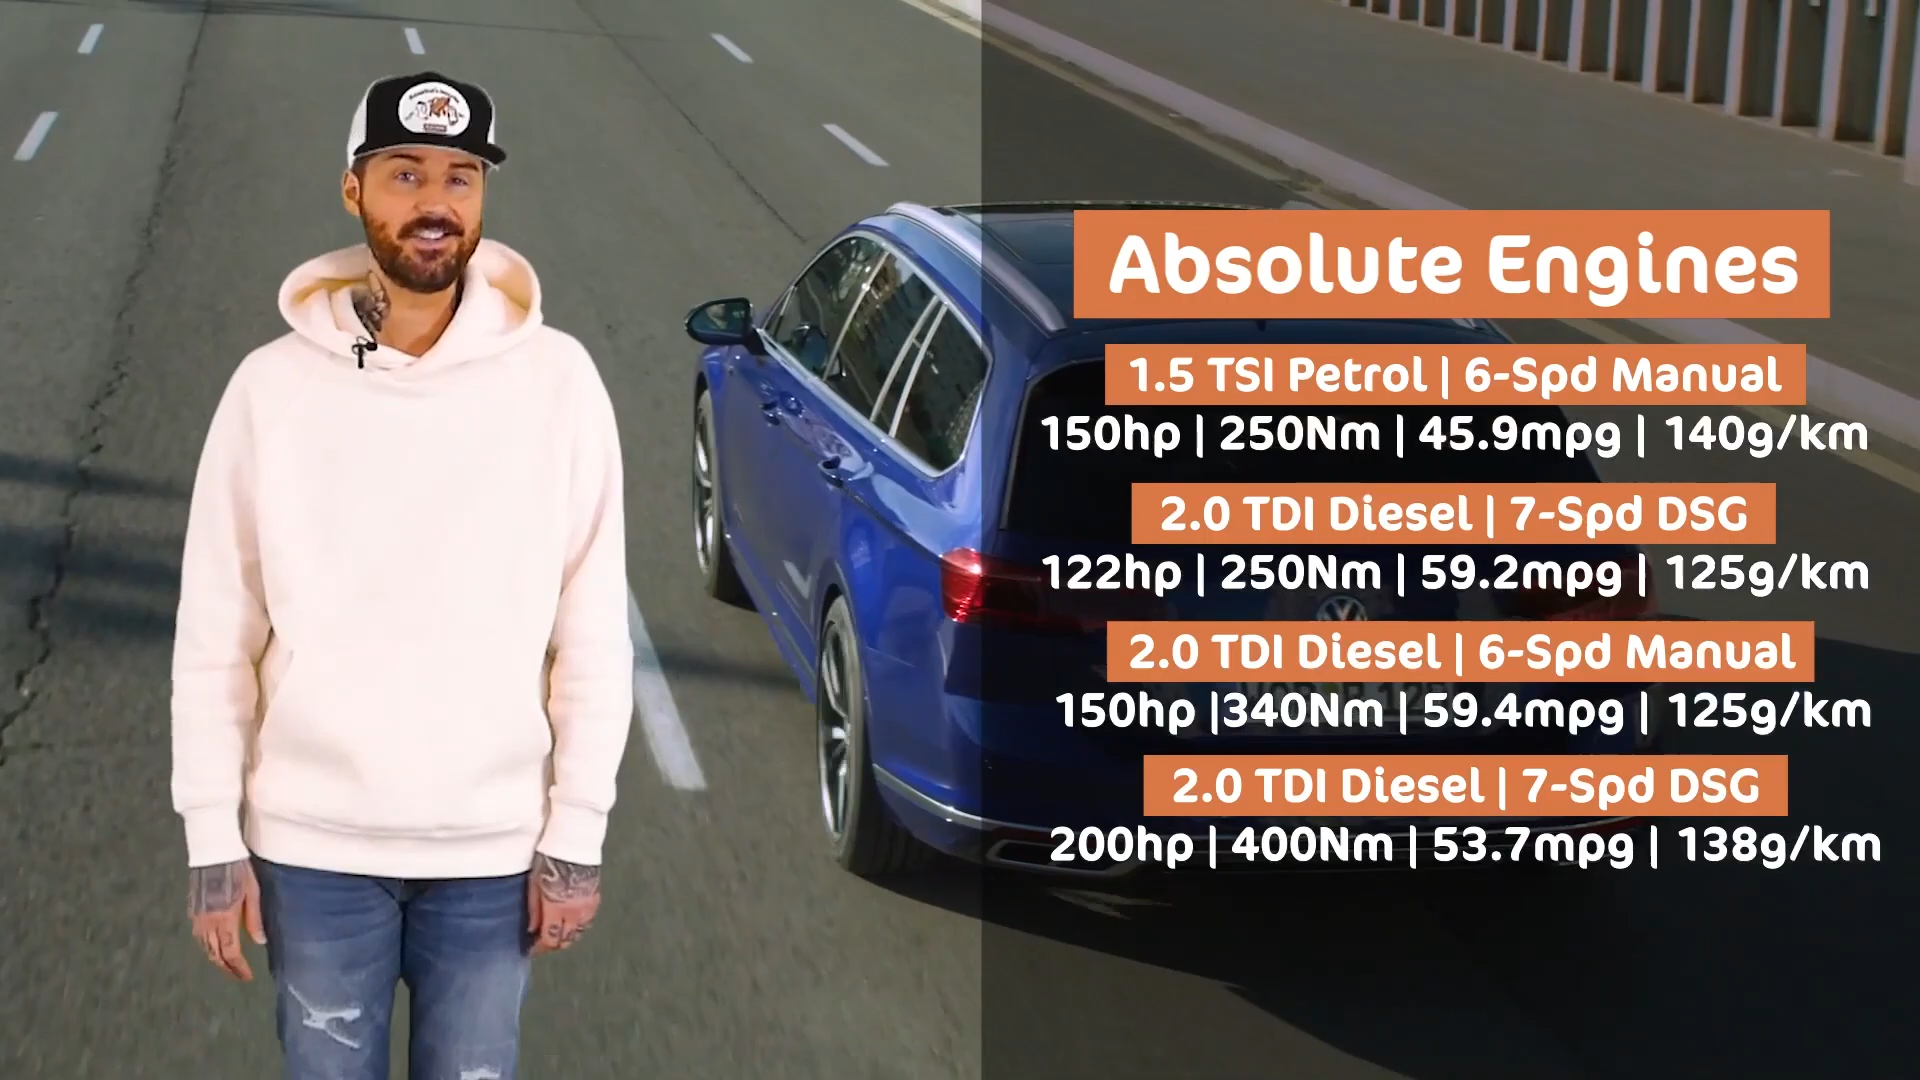 Absolute Engines
1.5 TSI Petrol | 6-Spd Manual
150hp | 250Nm | 45.9mpg | 140g/km
2.0 TDI Diesel | 7-Spd DSG
122hp | 250Nm | 59.2mpg | 125g/km
2.0 TDI Diesel | 6-Spd Manual
150hp |340Nm | 59.4mpg | 125g/km
2.0 TDI Diesel | 7-Spd DSG
200hp | 400Nm | 53.7mpg | 138g/km